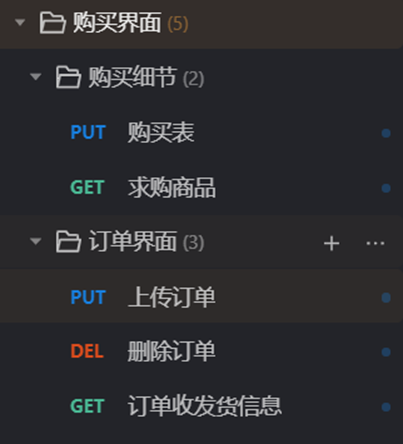 购买界面 (5)
购买细节 (2)
PUT 购买表
GET 求购商品
订单界面 (3)
PUT 上传订单
DEL 删除订单
GET 订单收发货信息